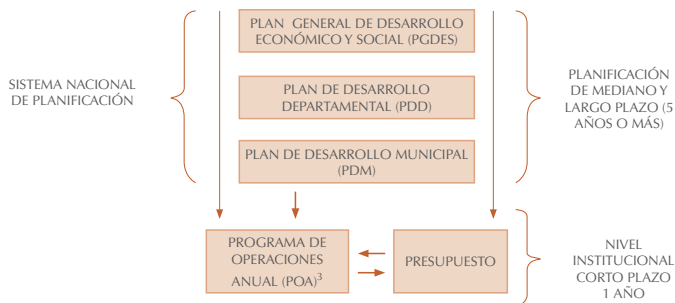 PLAN GENERAL DE DESARROLLO
ECONÓMICO Y SOCIAL (PGDES)
SISTEMA NACIONAL
DE PLANIFICACIÓN
PLAN DE DESARROLLO
DEPARTAMENTAL (PDD)
PLANIFICACIÓN
DE MEDIANO Y
LARGO PLAZO (5
AÑOS O MÁS)
PLAN DE DESARROLLO MUNICIPAL
(PDM)
PROGRAMA DE
OPERACIONES
ANUAL (POA)³
PRESUPUESTO
NIVEL
INSTITUCIONAL
CORTO PLAZO
1 AÑO